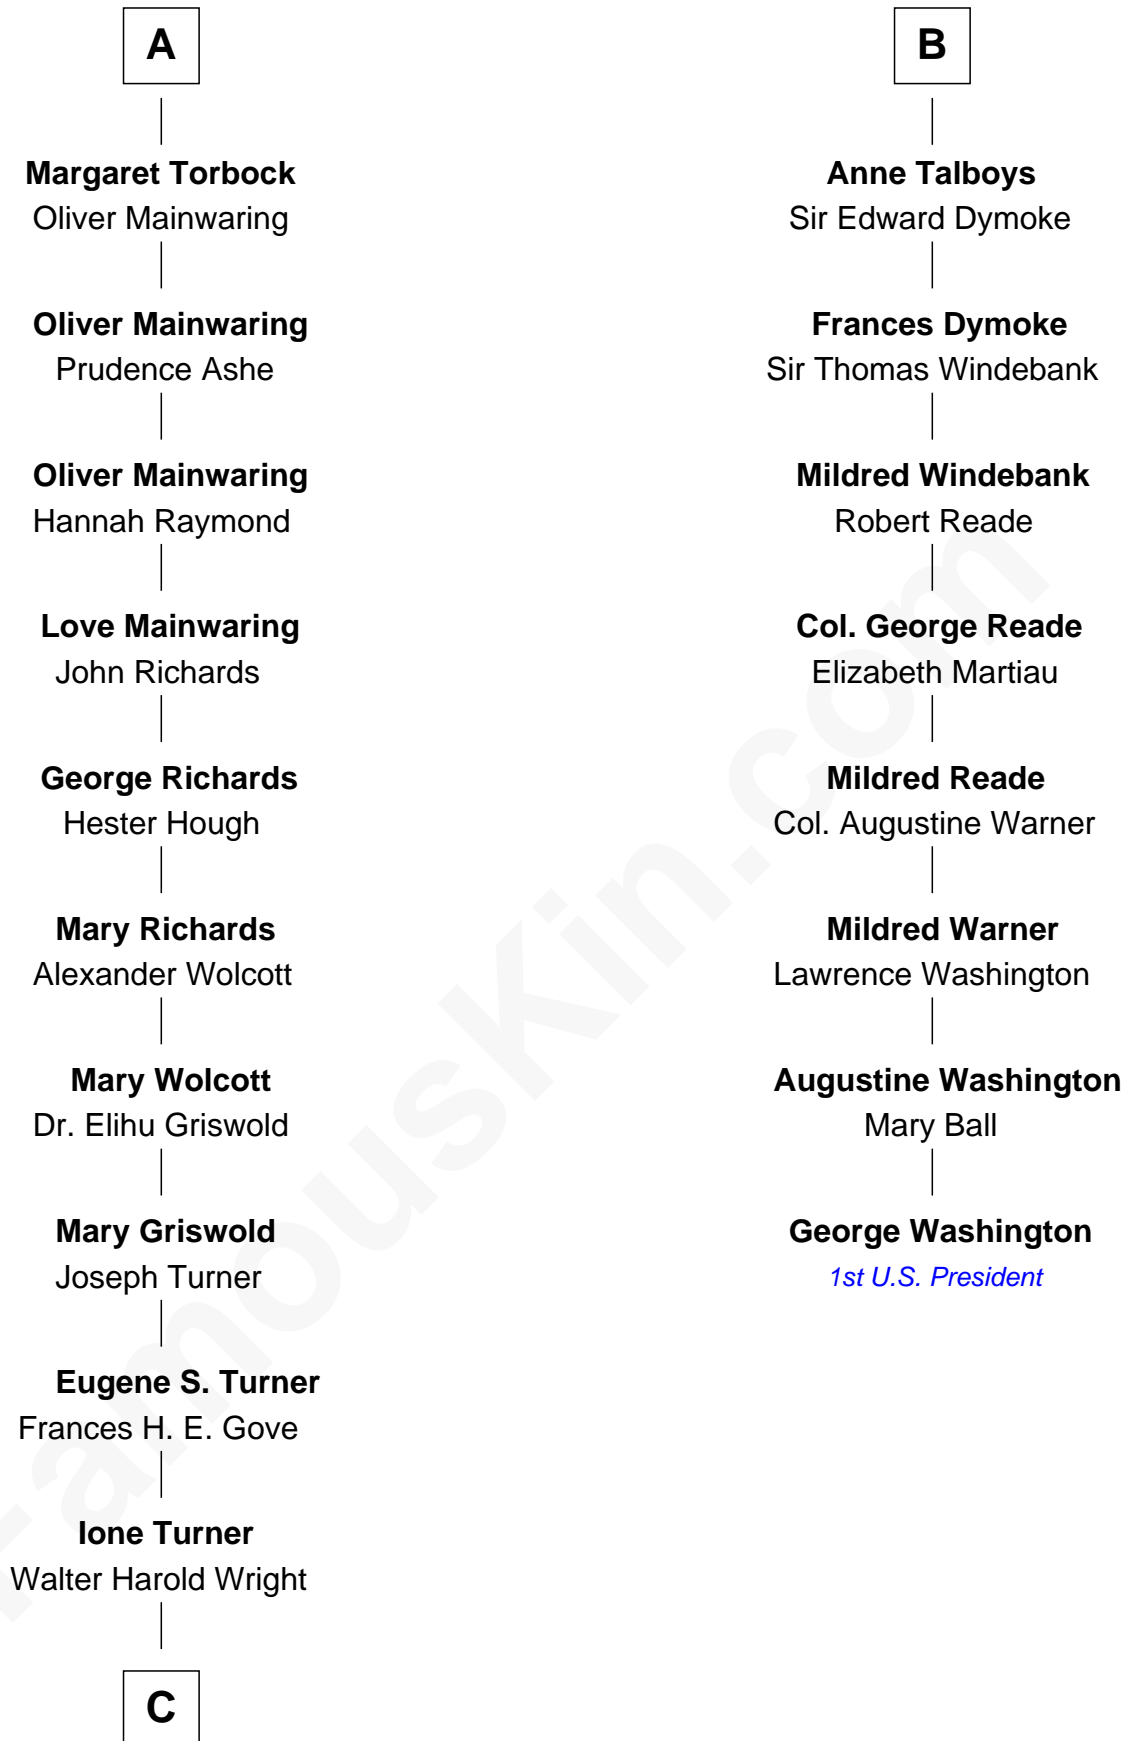 A
Margaret Torbock
Oliver Mainwaring
Oliver Mainwaring
Prudence Ashe
Oliver Mainwaring
Hannah Raymond
Love Mainwaring
John Richards
George Richards
Hester Hough
Mary Richards
Alexander Wolcott
Mary Wolcott
Dr. Elihu Griswold
Mary Griswold
Joseph Turner
Eugene S. Turner
Frances H. E. Gove
Ione Turner
Walter Harold Wright
C
B
Anne Talboys
Sir Edward Dymoke
Frances Dymoke
Sir Thomas Windebank
Mildred Windebank
Robert Reade
Col. George Reade
Elizabeth Martiau
Mildred Reade
Col. Augustine Warner
Mildred Warner
Lawrence Washington
Augustine Washington
Mary Ball
George Washington
1st U.S. President
FamousKin.com